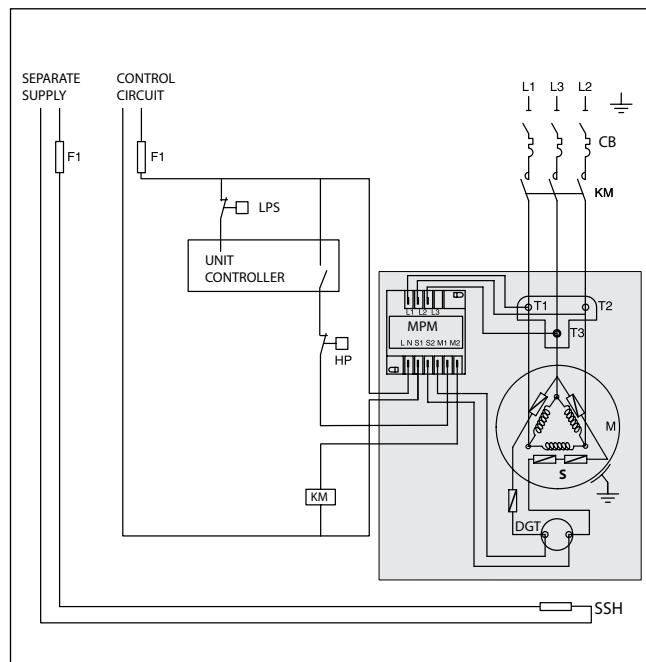 SEPARATE
SUPPLY
CONTROL
CIRCUIT
L1 L3 L2
F1
F1
CB
LPS
KM
UNIT
CONTROLLER
T1
T2
L1 L2 L3
MPM
T3
L N S1 S2 M1 M2
HP
M
S
KM
DGT
SSH